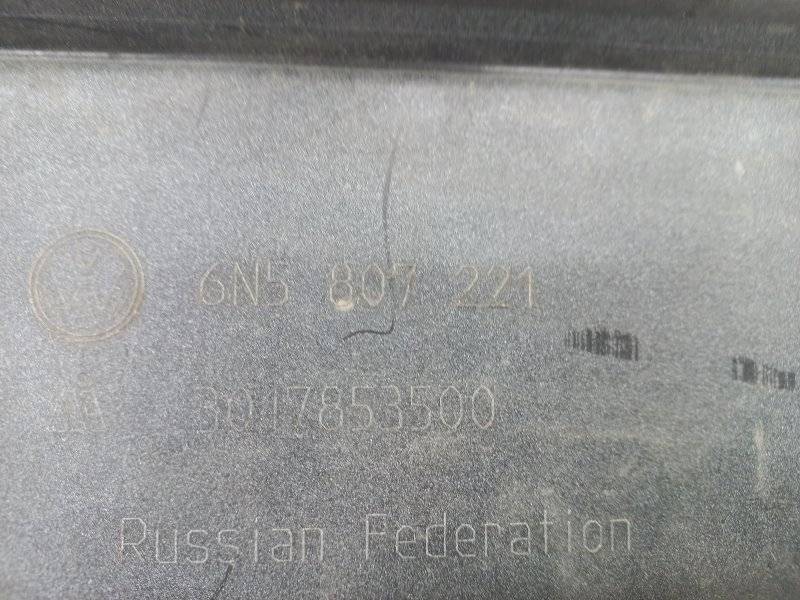 6N5 807 221
3017853500
Russian Federation